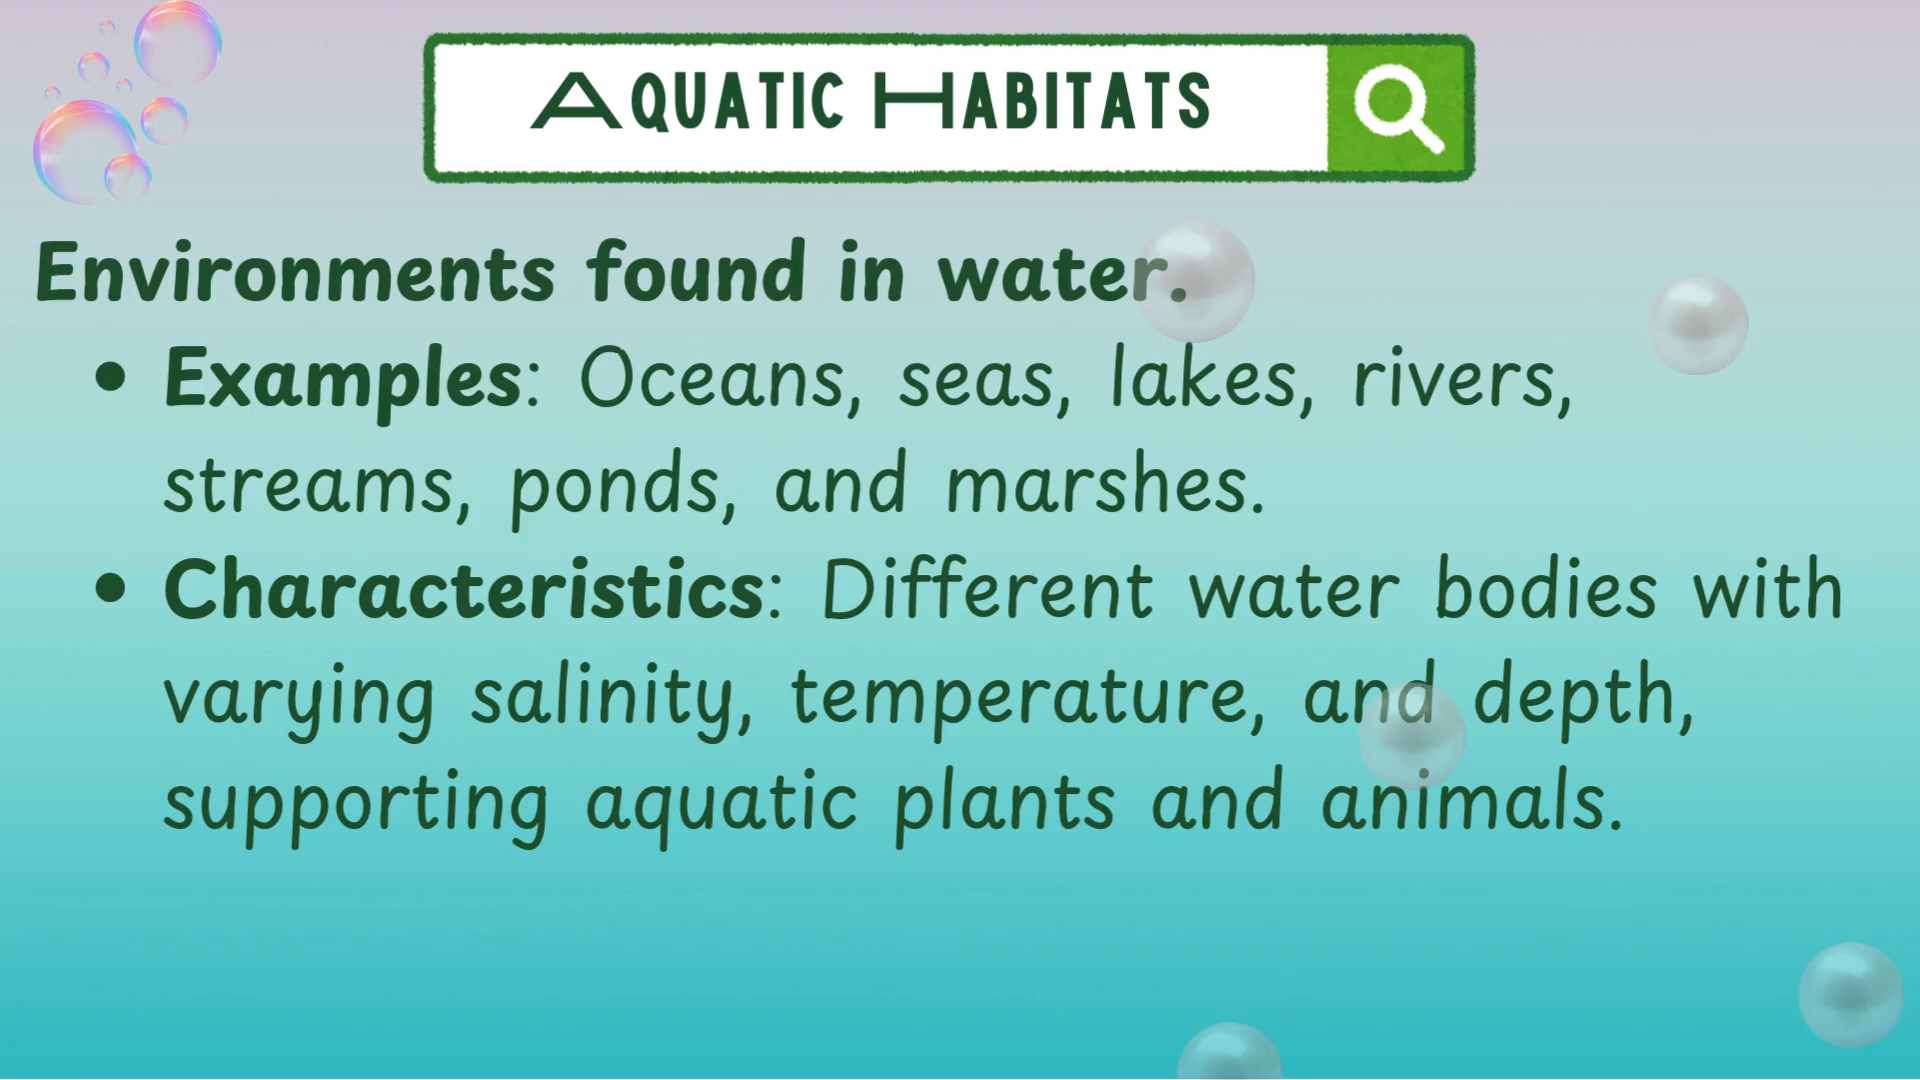 AQUATIC HABITATS
Environments found in water.
• Examples: Oceans, seas, lakes, rivers,
streams, ponds, and marshes.
• Characteristics: Different water bodies with
varying salinity, temperature, and depth,
supporting aquatic plants and animals.